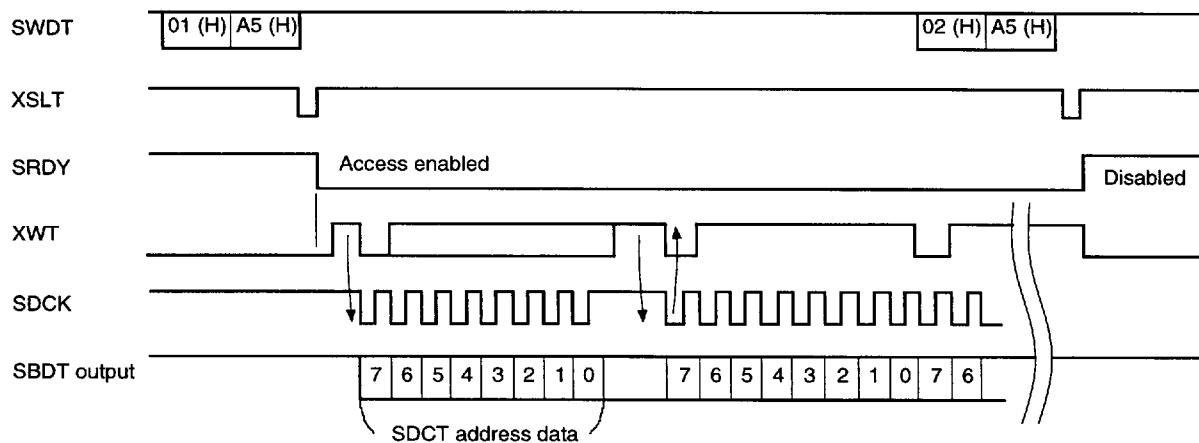 SWDT 01 (H) A5 (H) 02 (H) A5 (H)
XSLT
SRDY Access enabled Disabled
XWT
SDCK
SBDT output 7 6 5 4 3 2 1 0 7 6 5 4 3 2 1 0 7 6
SDCT address data